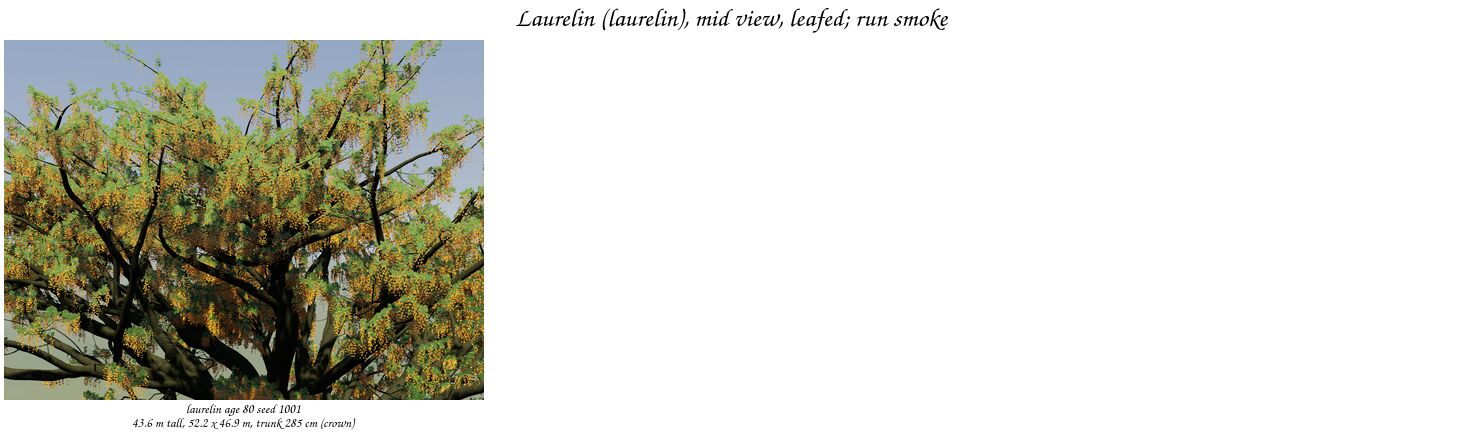 Laurelin (laurelin), mid view, leafed; run smoke
laurelin age 80 seed 1001
43.6 m tall, 52.2 x 46.9 m, trunk 285 cm (crown)